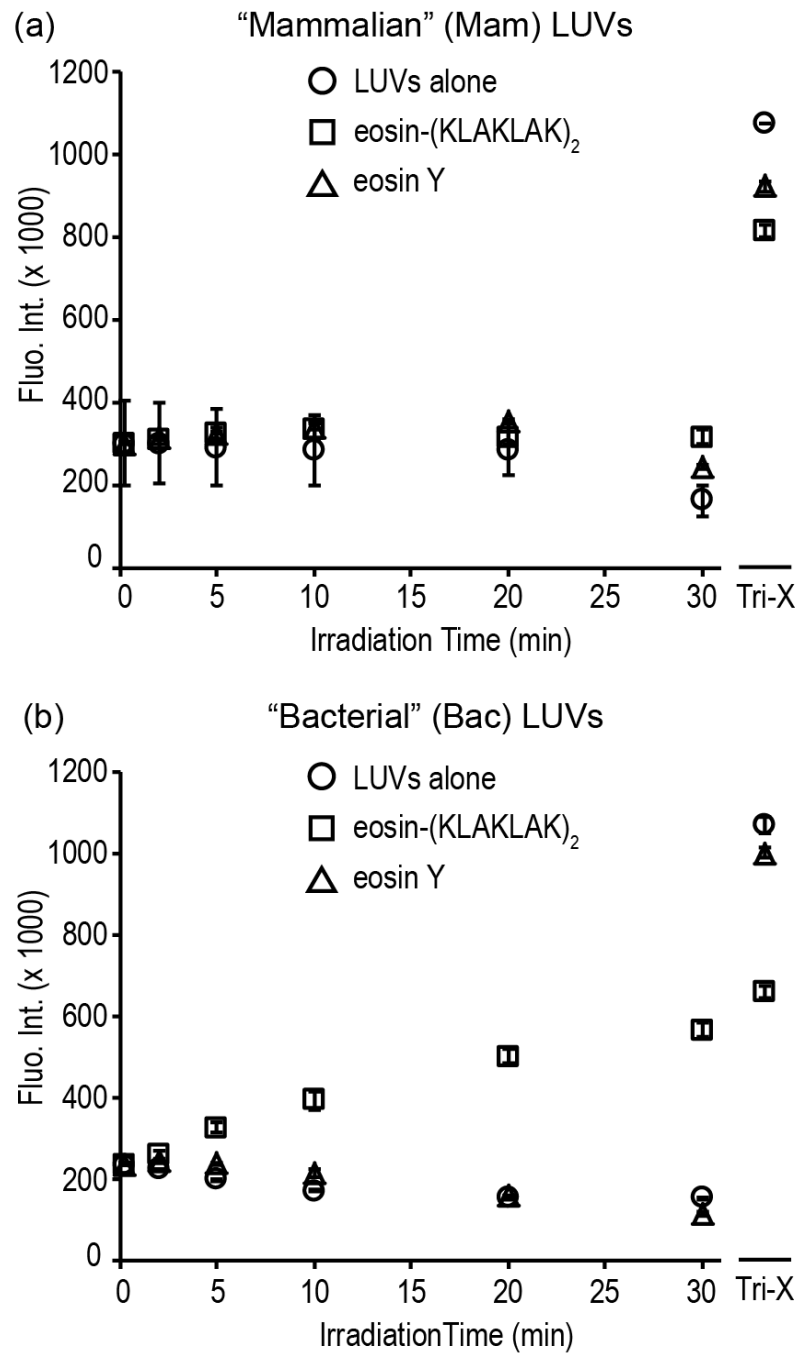 (a) “Mammalian” (Mam) LUVs
LUVs alone
eosin-(KLAKLAK)₂
eosin Y
1200
1000
800
600
400
200
0
Fluo. Int. (x 1000)
0 5 10 15 20 25 30 Tri-X
Irradiation Time (min)
(b) “Bacterial” (Bac) LUVs
LUVs alone
eosin-(KLAKLAK)₂
eosin Y
1200
1000
800
600
400
200
0
Fluo. Int. (x 1000)
0 5 10 15 20 25 30 Tri-X
IrradiationTime (min)